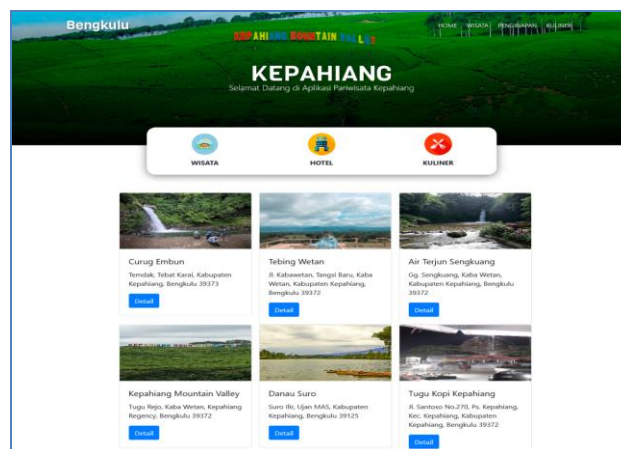 Bengkulu
HOME WISATA PENGINAPAN KULINER
KEPAHIANG MOUNTAIN VALLEY
KEPAHIANG
Selamat Datang di Aplikasi Pariwisata Kepahiang
WISATA HOTEL KULINER
Curug Embun
Temdak, Tebat Karai, Kabupaten
Kepahiang, Bengkulu 39373
Detail
Tebing Wetan
Jl. Kabawetan, Tangsi Baru, Kaba
Wetan, Kabupaten Kepahiang,
Bengkulu 39372
Detail
Air Terjun Sengkuang
Gg. Sengkuang, Kaba Wetan,
Kabupaten Kepahiang, Bengkulu
39372
Detail
Kepahiang Mountain Valley
Tugu Rejo, Kaba Wetan, Kepahiang
Regency, Bengkulu 39372
Detail
Danau Suro
Suro Ilir, Ujan MAS, Kabupaten
Kepahiang, Bengkulu 39125
Detail
Tugu Kopi Kepahiang
Jl. Santoso No.270, Ps. Kepahiang,
Kec. Kepahiang, Kabupaten
Kepahiang, Bengkulu 39372
Detail